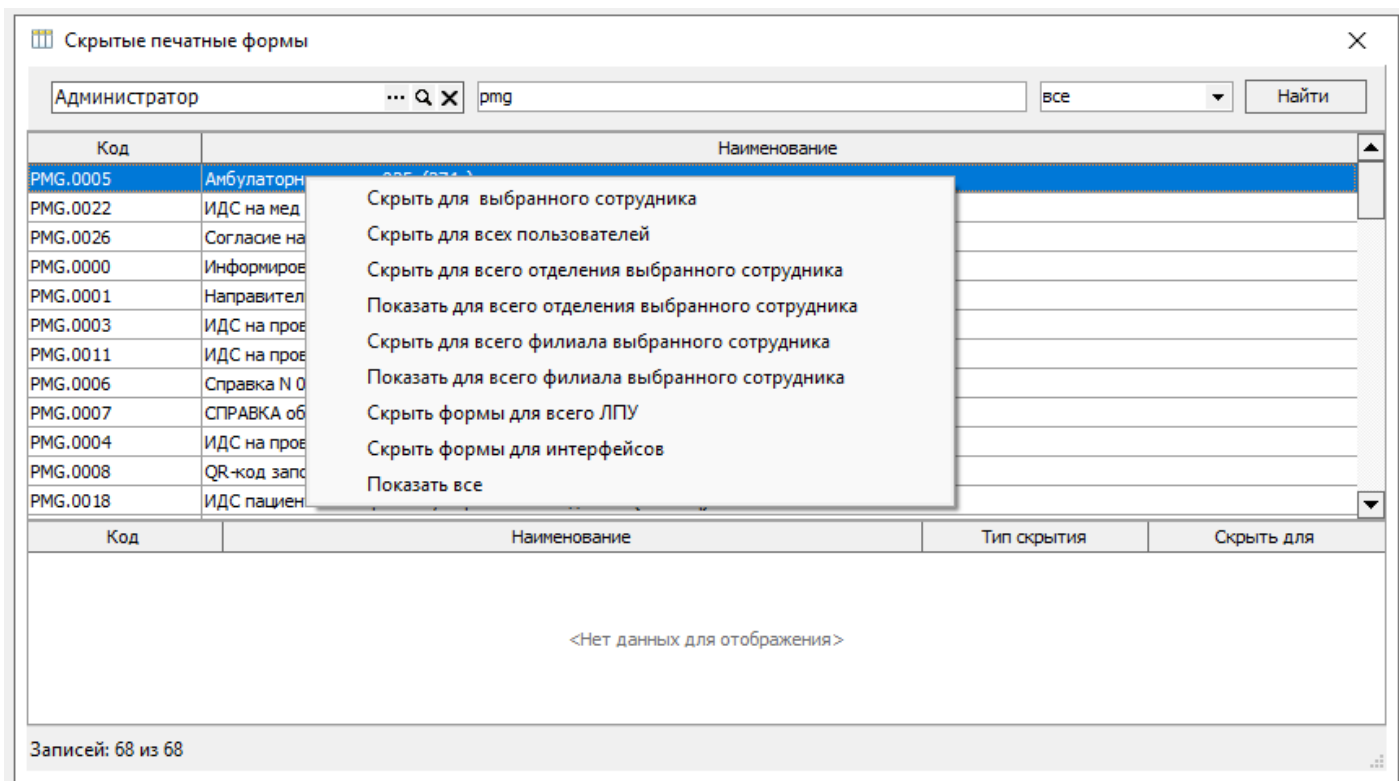 Скрытые печатные формы
Администратор ... pmg все Найти
Код Наименование
PMG.0005 Амбулаторн
PMG.0022 ИДС на мед
PMG.0026 Согласие на
PMG.0000 Информиров
PMG.0001 Направител
PMG.0003 ИДС на пров
PMG.0011 ИДС на пров
PMG.0006 Справка N 0
PMG.0007 СПРАВКА об
PMG.0004 ИДС на пров
PMG.0008 QR-код запо
PMG.0018 ИДС пациен
Скрыть для выбранного сотрудника
Скрыть для всех пользователей
Скрыть для всего отделения выбранного сотрудника
Показать для всего отделения выбранного сотрудника
Скрыть для всего филиала выбранного сотрудника
Показать для всего филиала выбранного сотрудника
Скрыть формы для всего ЛПУ
Скрыть формы для интерфейсов
Показать все
Код Наименование Тип скрытия Скрыть для
<Нет данных для отображения>
Записей: 68 из 68